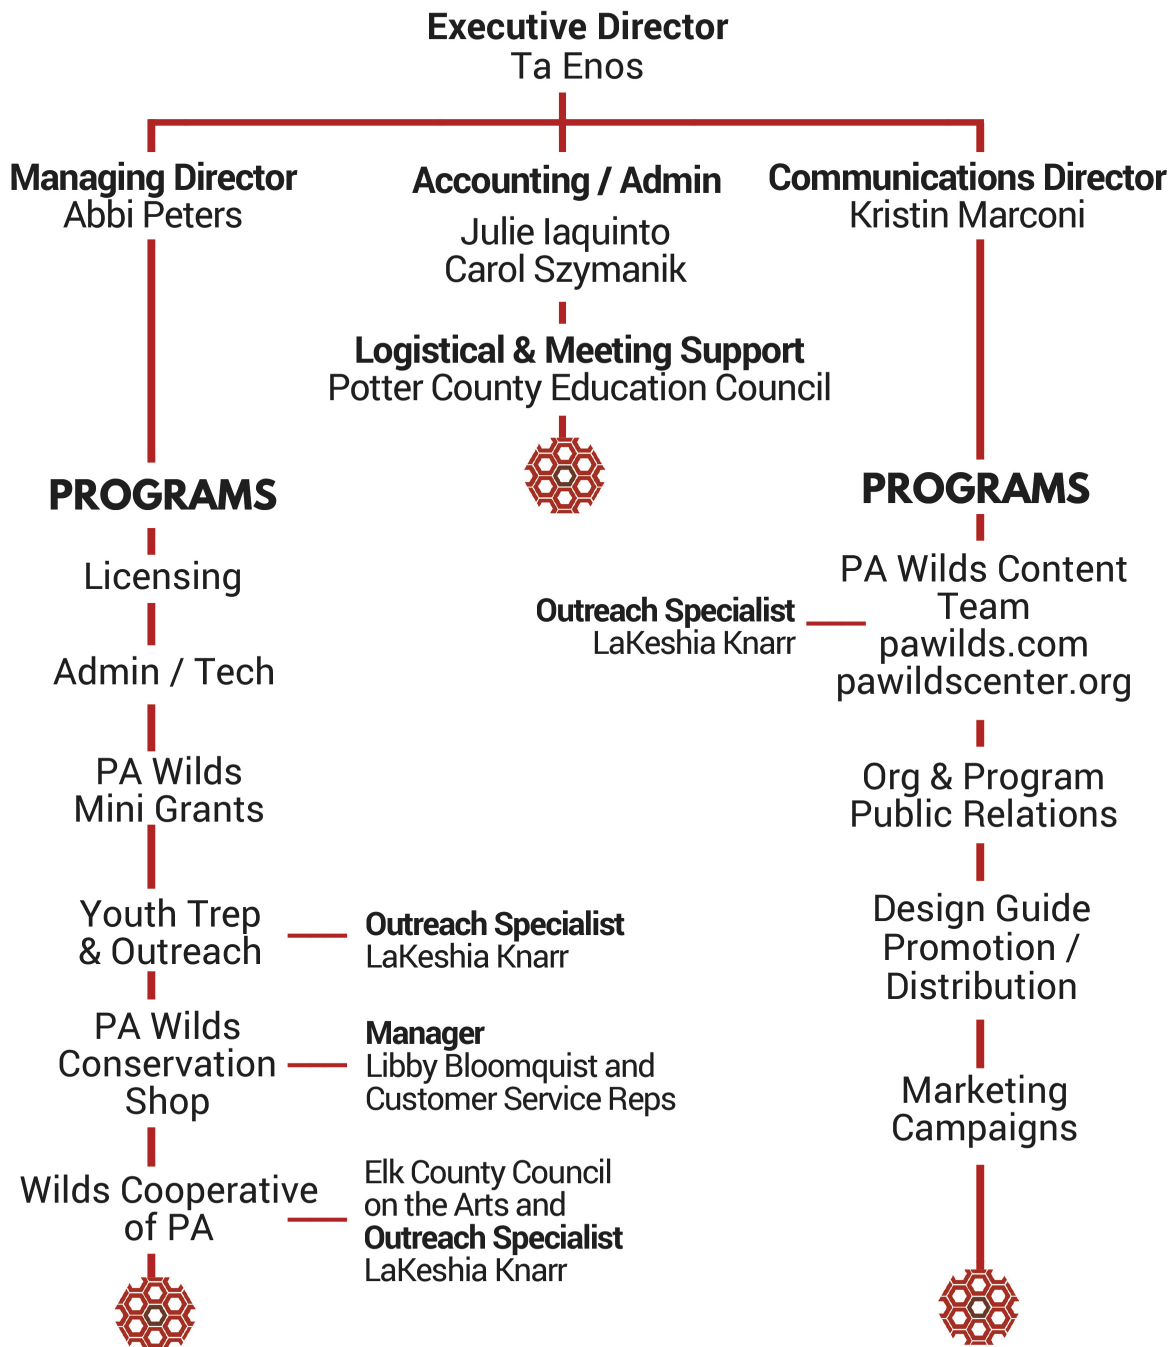 Executive Director
Ta Enos
Managing Director
Abbi Peters
Accounting / Admin
Julie Iaquinto
Carol Szymanik
Logistical & Meeting Support
Potter County Education Council
Communications Director
Kristin Marconi
PROGRAMS
Licensing
Admin / Tech
PA Wilds
Mini Grants
Youth Trep
& Outreach
Outreach Specialist
LaKeshia Knarr
PA Wilds
Conservation
Shop
Manager
Libby Bloomquist and
Customer Service Reps
Wilds Cooperative
of PA
Elk County Council
on the Arts and
Outreach Specialist
LaKeshia Knarr
PROGRAMS
PA Wilds Content
Team
pawilds.com
pawildscenter.org
Outreach Specialist
LaKeshia Knarr
Org & Program
Public Relations
Design Guide
Promotion /
Distribution
Marketing
Campaigns